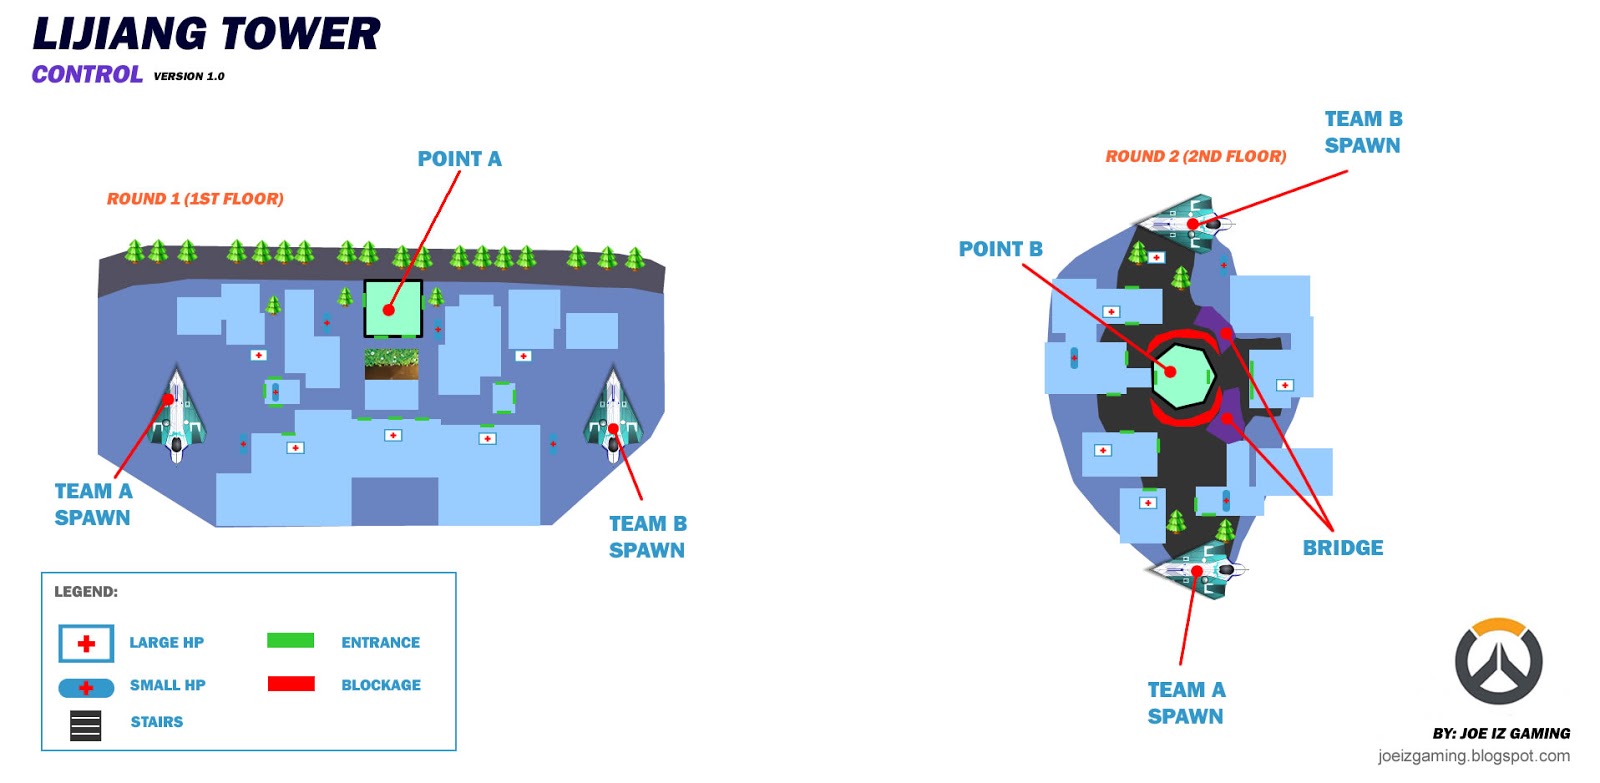 LIJIANG TOWER
CONTROL VERSION 1.0
POINT A
ROUND 1 (1ST FLOOR)
TEAM A
SPAWN
TEAM B
SPAWN
TEAM B
SPAWN
ROUND 2 (2ND FLOOR)
POINT B
BRIDGE
TEAM A
SPAWN
LEGEND:
LARGE HP
ENTRANCE
SMALL HP
BLOCKAGE
STAIRS
BY: JOE IZ GAMING
joeizgaming.blogspot.com